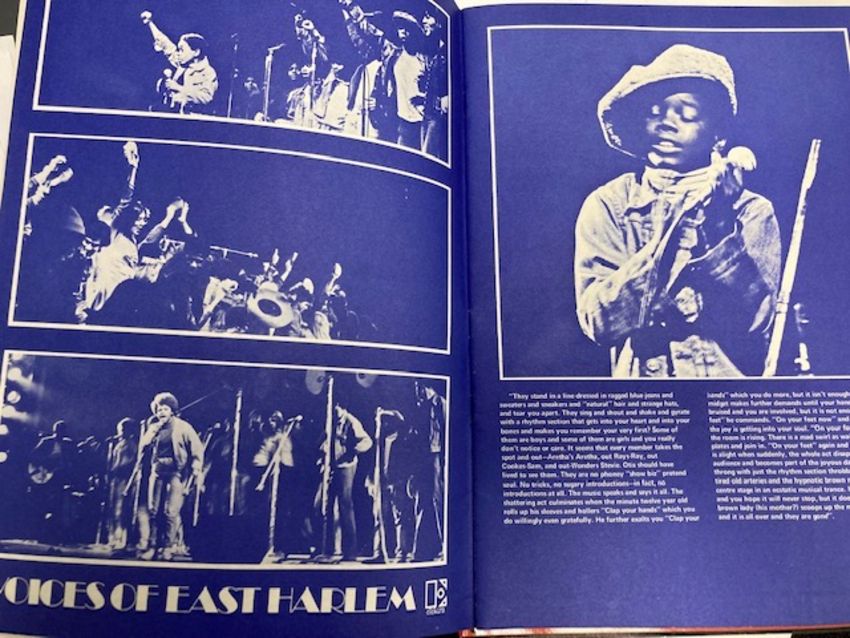 VOICES OF EAST HARLEM
"They stand in a line dressed in ragged blue jeans and
sweaters and sneakers and "natural" hair and strange hats,
and tear you apart. They sing and shout and shake and gyrate
with a rhythm section that gets into your heart and into your
bones and makes you remember your very first? Some of
them are boys and some of them are girls and you really
don't notice or care. It seems that every number takes the
spot and out—Aretha's Aretha, out Rays-Ray, out
Cookes-Sam, and out-Wonders Stevie. Otis should have
lived to see them. They are no phoney "show biz" pretend
soul. No tricks, no sugary introductions—in fact, no
introductions at all. The music speaks and says it all. The
shattering act culminates when the minute twelve year old
rolls up his sleeves and hollers "Clap your hands" which you
do willingly even gratefully. He further exalts you "Clap your
hands" which you do more, but it isn't enough
midget makes further demands until your
bruised and you are involved, but is not
feet" he commands. "On your feet now" and
the joy is getting into your soul. "On your
the room is rising. There is a mad swirl as
plates and join in. "On your feet" again and
is alight when suddenly, the whole act
audience and becomes part of the joyous
throng with just the rhythm section
tired old arteries and the hypnotic brown
centre stage in an ecstatic musical trance.
and you hope it will never stop, but it
brown lady (his mother?) scoops up the
and it is all over and they are gone".